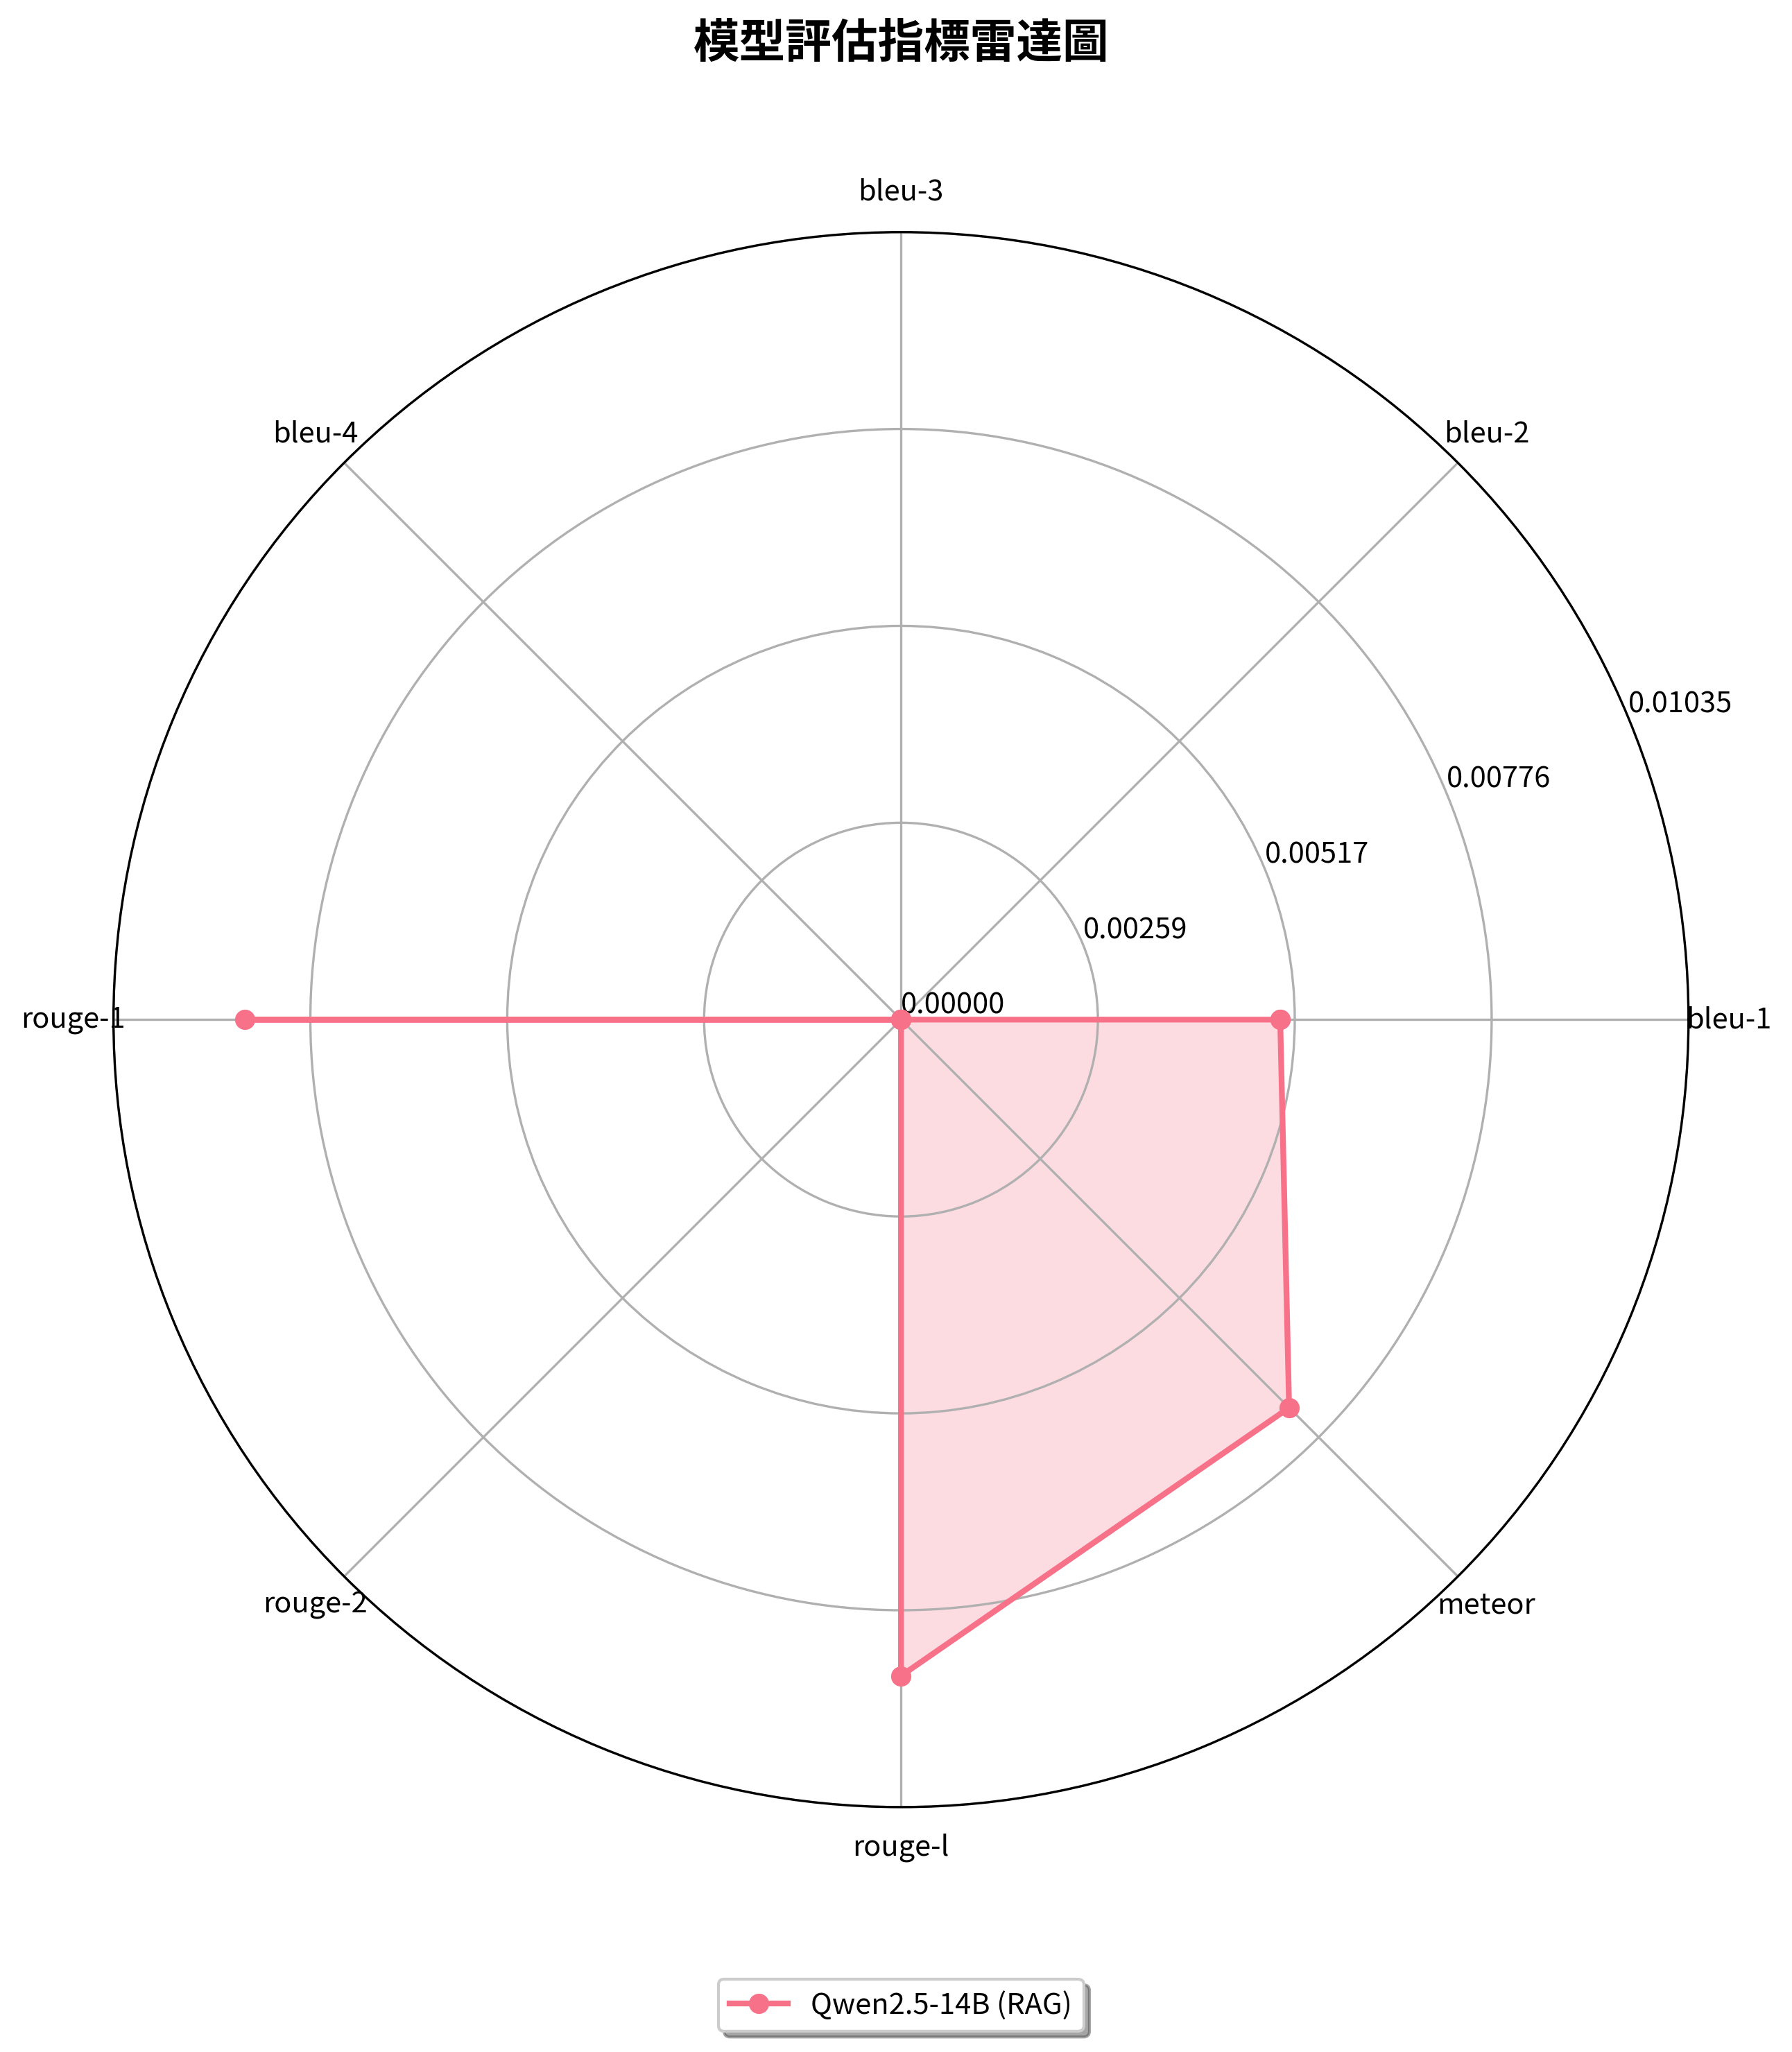 模型評估指標雷達圖
bleu-3
bleu-4
bleu-2
0.01035
0.00776
0.00517
0.00259
0.00000
rouge-1
bleu-1
rouge-2
meteor
rouge-l
Qwen2.5-14B (RAG)